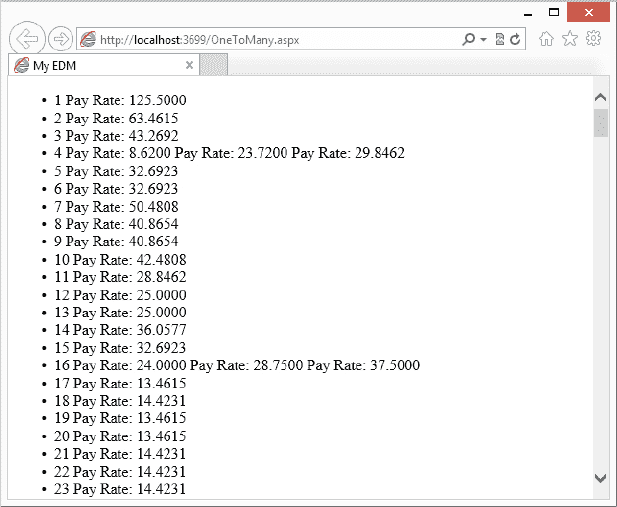 http://localhost:3699/OneToMany.aspx
My EDM
• 1 Pay Rate: 125.5000
• 2 Pay Rate: 63.4615
• 3 Pay Rate: 43.2692
• 4 Pay Rate: 8.6200 Pay Rate: 23.7200 Pay Rate: 29.8462
• 5 Pay Rate: 32.6923
• 6 Pay Rate: 32.6923
• 7 Pay Rate: 50.4808
• 8 Pay Rate: 40.8654
• 9 Pay Rate: 40.8654
• 10 Pay Rate: 42.4808
• 11 Pay Rate: 28.8462
• 12 Pay Rate: 25.0000
• 13 Pay Rate: 25.0000
• 14 Pay Rate: 36.0577
• 15 Pay Rate: 32.6923
• 16 Pay Rate: 24.0000 Pay Rate: 28.7500 Pay Rate: 37.5000
• 17 Pay Rate: 13.4615
• 18 Pay Rate: 14.4231
• 19 Pay Rate: 13.4615
• 20 Pay Rate: 13.4615
• 21 Pay Rate: 14.4231
• 22 Pay Rate: 14.4231
• 23 Pay Rate: 14.4231